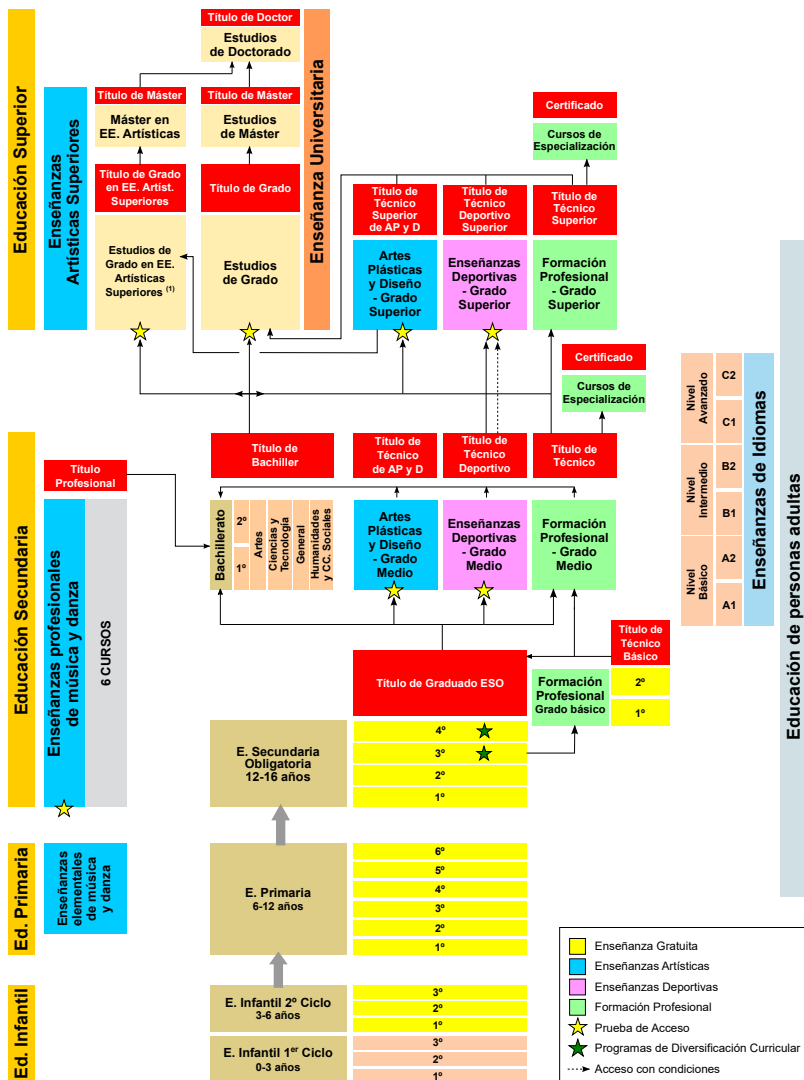 Educación Superior
Enseñanzas
Artísticas Superiores
Título de Doctor
Estudios
de Doctorado
Enseñanza Universitaria
Título de Máster
Título de Máster
Máster en
EE. Artísticas
Estudios
de Máster
Título de Grado
en EE. Artist.
Superiores
Título de Grado
Estudios de
Grado en EE.
Artísticas
Superiores (1)
Estudios
de Grado
Certificado
Cursos de
Especialización
Título de
Técnico
Superior
de AP y D
Título de
Técnico
Deportivo
Superior
Título de
Técnico
Superior
Artes
Plásticas
y Diseño
- Grado
Superior
Enseñanzas
Deportivas
- Grado
Superior
Formación
Profesional
- Grado
Superior
Certificado
Cursos de
Especialización
Educación Secundaria
Título
Profesional
Enseñanzas profesionales
de música y danza
6 CURSOS
Título de
Bachiller
Título de
Técnico
de AP y D
Título de
Técnico
Deportivo
Título de
Técnico
Bachillerato
2º
1º
Artes
Ciencias y
Tecnología
General
Humanidades
y CC. Sociales
Artes
Plásticas
y Diseño
- Grado
Medio
Enseñanzas
Deportivas
- Grado
Medio
Formación
Profesional
- Grado
Medio
Título de Graduado ESO
Título de
Técnico
Básico
Formación
Profesional
Grado básico
2º
1º
E. Secundaria
Obligatoria
12-16 años
4º
3º
2º
1º
Nivel
Avanzado
Nivel
Intermedio
Nivel
Básico
C2
C1
B2
B1
A2
A1
Enseñanzas de Idiomas
Educación de personas adultas
Ed. Primaria
Enseñanzas
elementales
de música
y danza
E. Primaria
6-12 años
6º
5º
4º
3º
2º
1º
Ed. Infantil
E. Infantil 2º Ciclo
3-6 años
3º
2º
1º
E. Infantil 1er Ciclo
0-3 años
3º
2º
1º
Enseñanza Gratuita
Enseñanzas Artísticas
Enseñanzas Deportivas
Formación Profesional
Prueba de Acceso
Programas de Diversificación Curricular
Acceso con condiciones